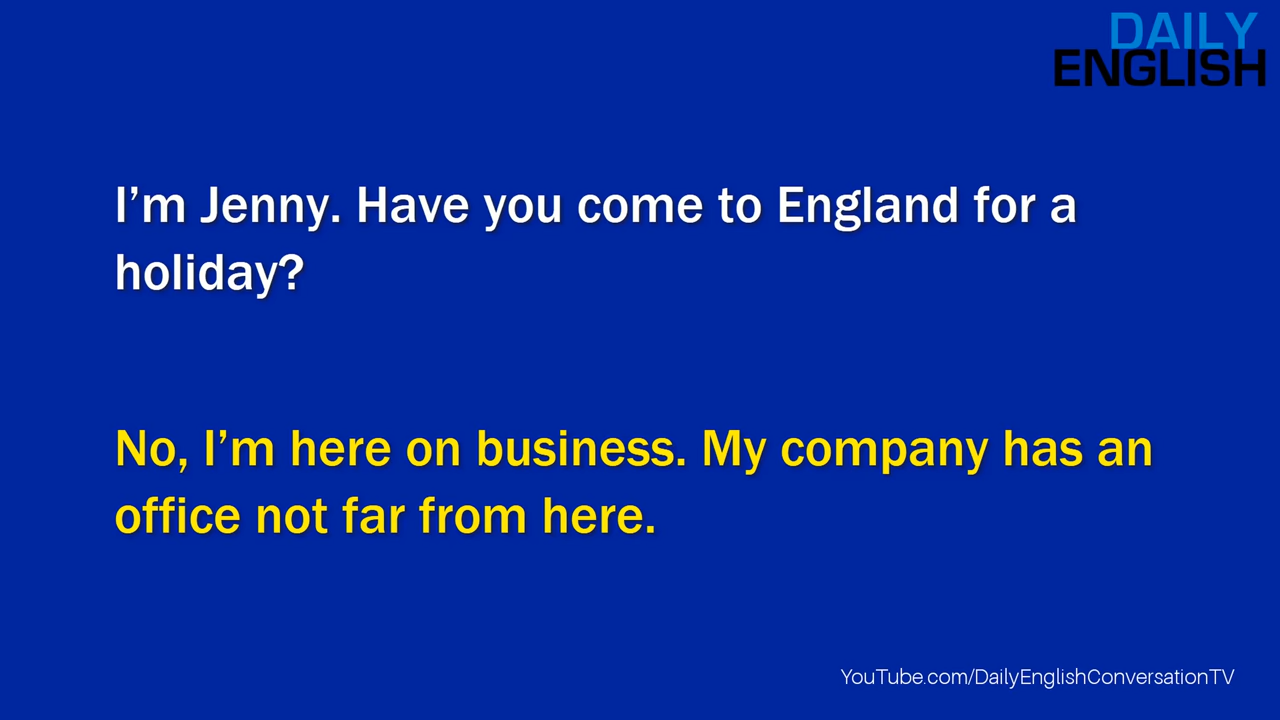 DAILY
ENGLISH
I’m Jenny. Have you come to England for a
holiday?
No, I’m here on business. My company has an
office not far from here.
YouTube.com/DailyEnglishConversationTV